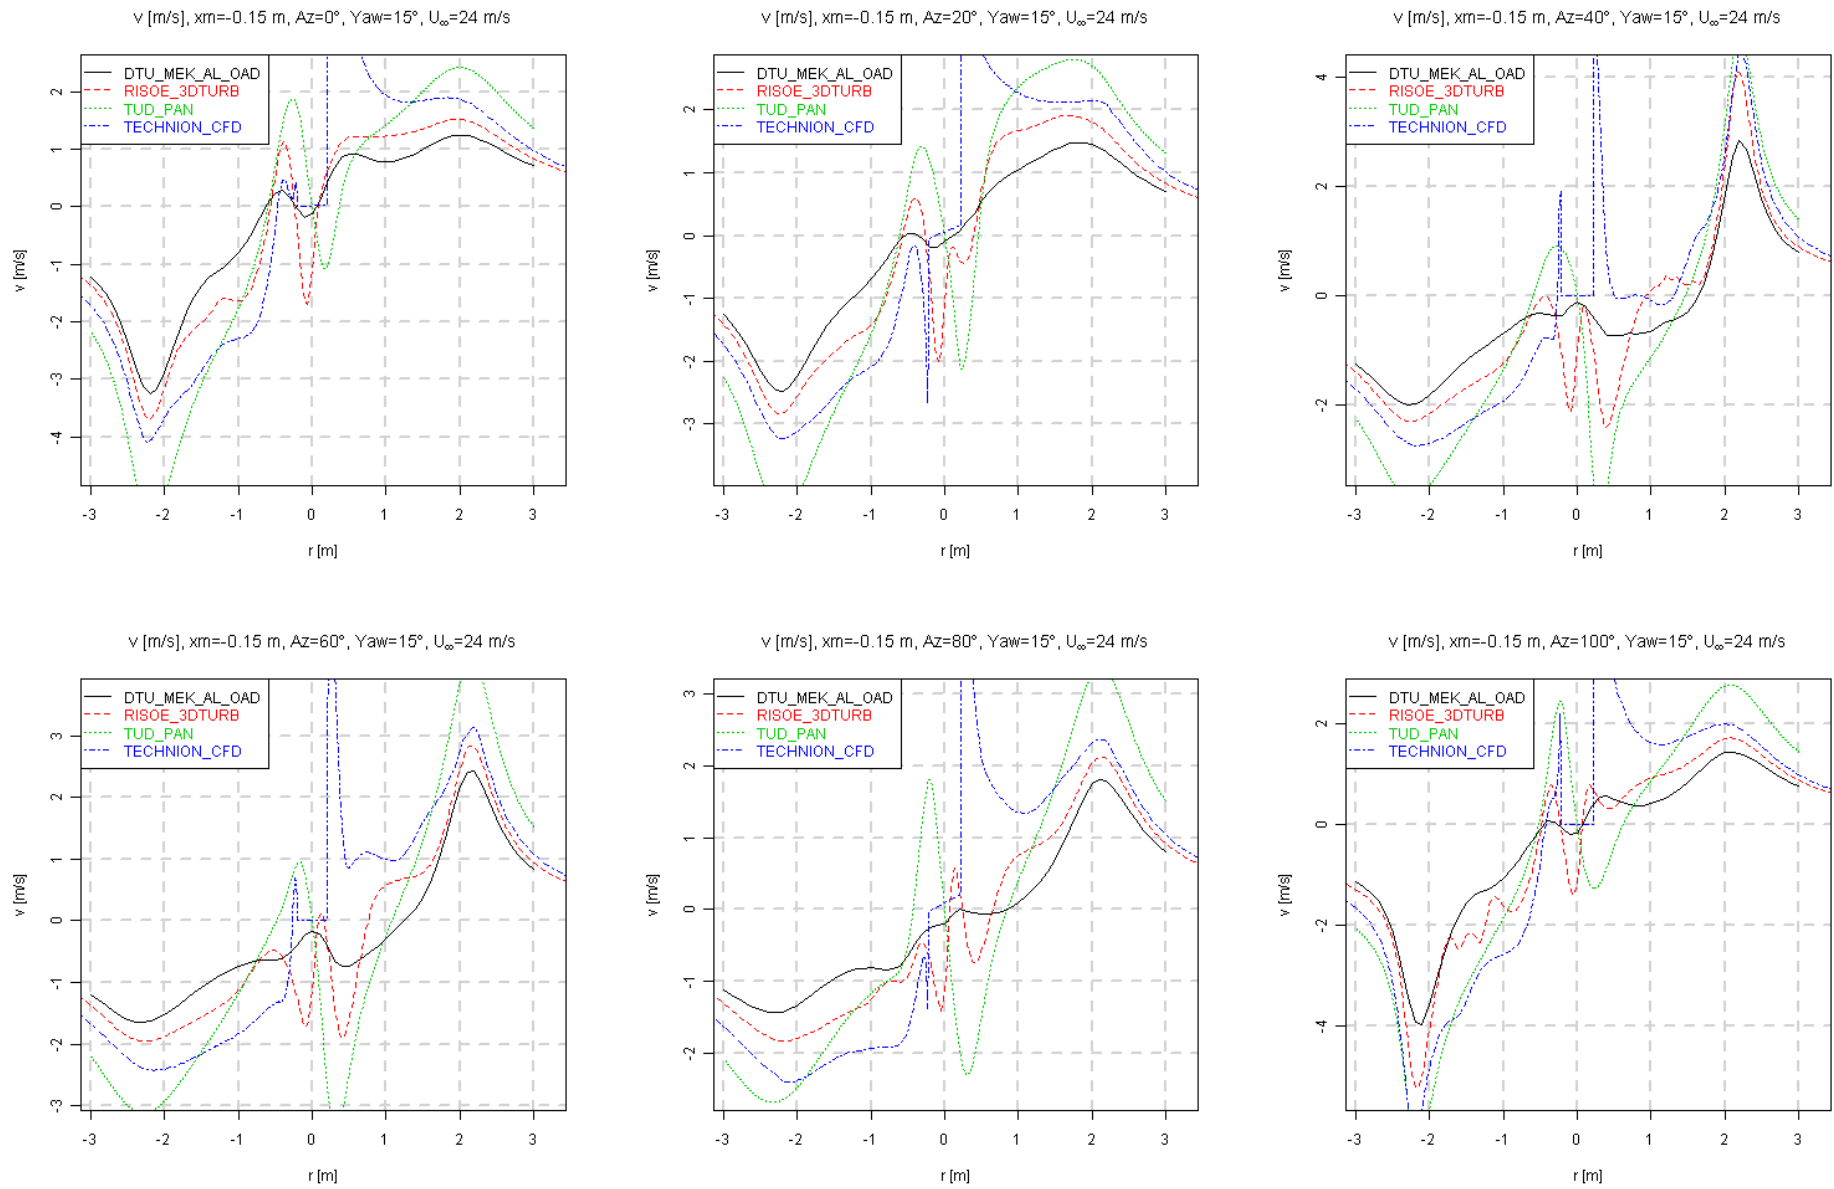 v [m/s], xm=-0.15 m, Az=0°, Yaw=15°, U∞=24 m/s
DTU_MEK_AL_OAD
RISOE_3DTURB
TUD_PAN
TECHNION_CFD
v [m/s]
2
1
0
-1
-2
-3
-4
-3 -2 -1 0 1 2 3
r [m]
v [m/s], xm=-0.15 m, Az=20°, Yaw=15°, U∞=24 m/s
DTU_MEK_AL_OAD
RISOE_3DTURB
TUD_PAN
TECHNION_CFD
v [m/s]
2
1
0
-1
-2
-3
-3 -2 -1 0 1 2 3
r [m]
v [m/s], xm=-0.15 m, Az=40°, Yaw=15°, U∞=24 m/s
DTU_MEK_AL_OAD
RISOE_3DTURB
TUD_PAN
TECHNION_CFD
v [m/s]
4
2
0
-2
-3 -2 -1 0 1 2 3
r [m]
v [m/s], xm=-0.15 m, Az=60°, Yaw=15°, U∞=24 m/s
DTU_MEK_AL_OAD
RISOE_3DTURB
TUD_PAN
TECHNION_CFD
v [m/s]
3
2
1
0
-1
-2
-3
-3 -2 -1 0 1 2 3
r [m]
v [m/s], xm=-0.15 m, Az=80°, Yaw=15°, U∞=24 m/s
DTU_MEK_AL_OAD
RISOE_3DTURB
TUD_PAN
TECHNION_CFD
v [m/s]
3
2
1
0
-1
-2
-3 -2 -1 0 1 2 3
r [m]
v [m/s], xm=-0.15 m, Az=100°, Yaw=15°, U∞=24 m/s
DTU_MEK_AL_OAD
RISOE_3DTURB
TUD_PAN
TECHNION_CFD
v [m/s]
2
0
-2
-4
-3 -2 -1 0 1 2 3
r [m]